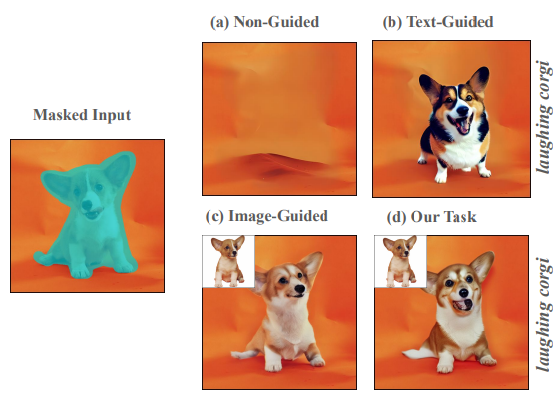 (a) Non-Guided
(b) Text-Guided
laughing corgi
Masked Input
(c) Image-Guided
(d) Our Task
laughing corgi